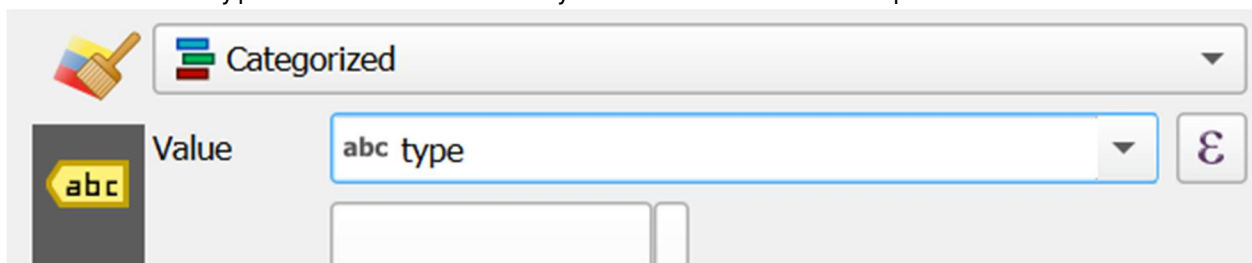 Categorized
Value
abc type
ε
abc